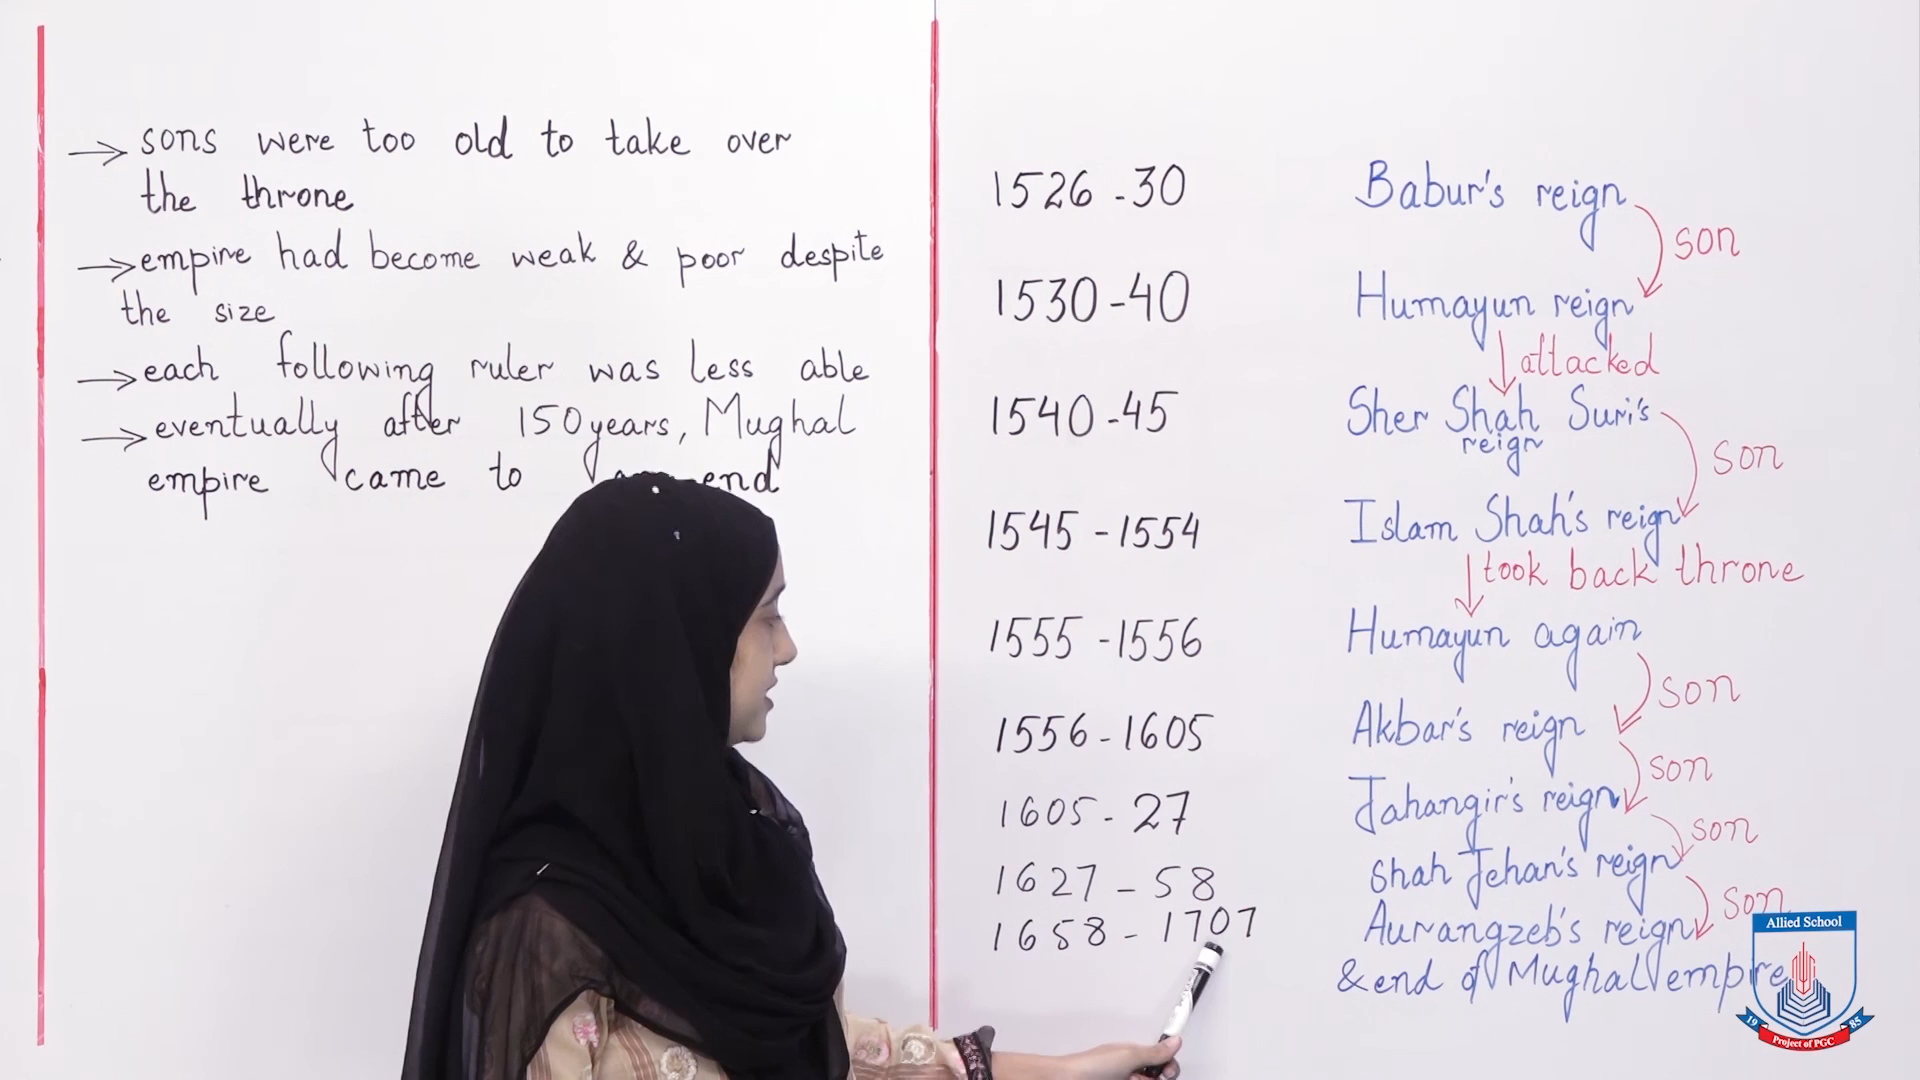 → sons were too old to take over
the throne
→ empire had become weak & poor despite
the size
→ each following ruler was less able
→ eventually after 150 years, Mughal
empire came to end
1526 - 30 Babur's reign
son
1530 - 40 Humayun reign
attacked
1540 - 45 Sher Shah Suri's
reign
son
1545 - 1554 Islam Shah's reign
took back throne
1555 - 1556 Humayun again
son
1556 - 1605 Akbar's reign
son
1605 - 27 Jahangir's reign
son
1627 - 58 Shah Jehan's reign
son
1658 - 1707 Aurangzeb's reign
& end of Mughal empire
Allied School
19 85
Project of PGC